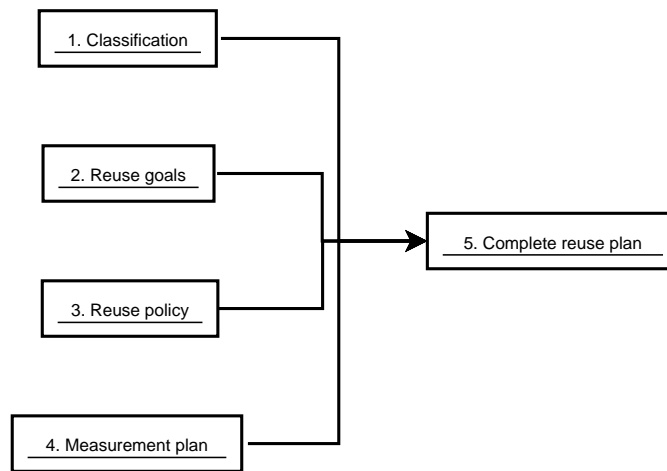 1. Classification
2. Reuse goals
3. Reuse policy
4. Measurement plan
5. Complete reuse plan